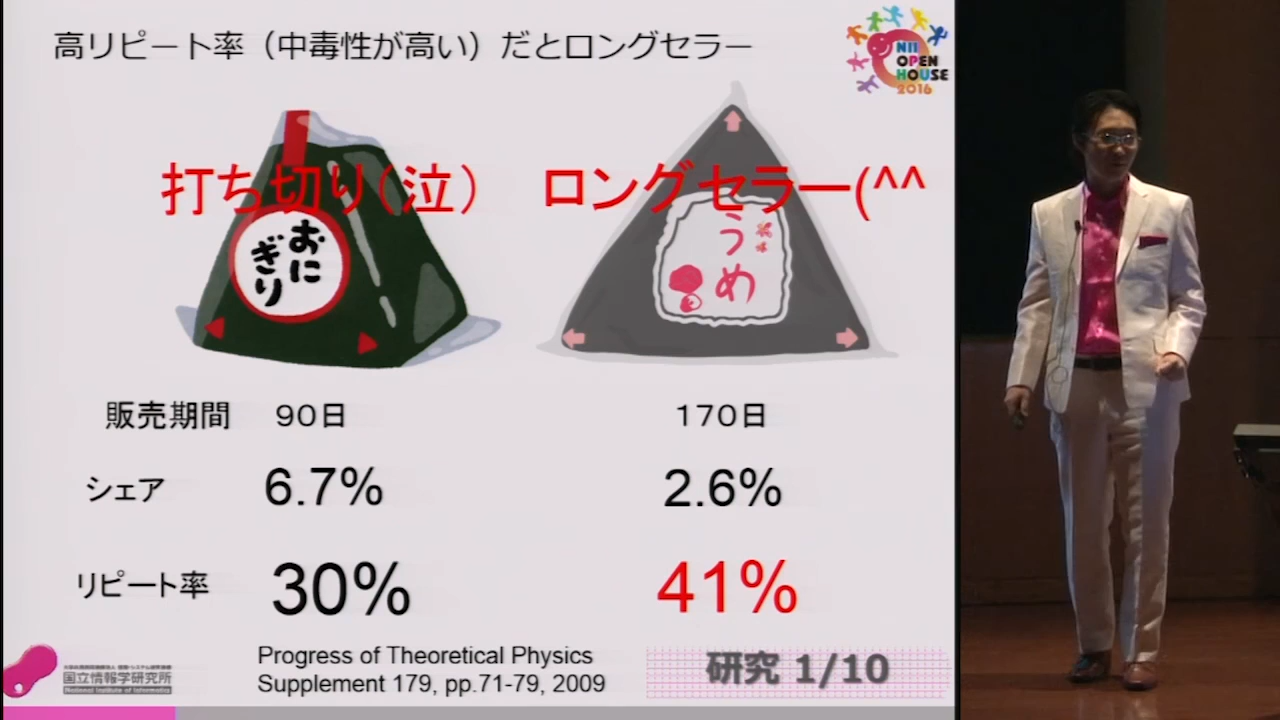 高リピート率（中毒性が高い）だとロングセラー
NII
OPEN
HOUSE
2016
打ち切り（泣）
ロングセラー(^^
おに
ぎり
うめ
販売期間 90日 170日
シェア 6.7% 2.6%
リピート率 30% 41%
国立情報学研究所
National Institute of Informatics
Progress of Theoretical Physics
Supplement 179, pp.71-79, 2009
研究 1/10